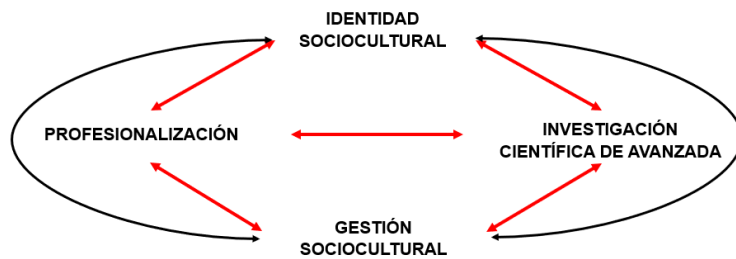 IDENTIDAD
SOCIOCULTURAL
PROFESIONALIZACIÓN
INVESTIGACIÓN
CIENTÍFICA DE AVANZADA
GESTIÓN
SOCIOCULTURAL